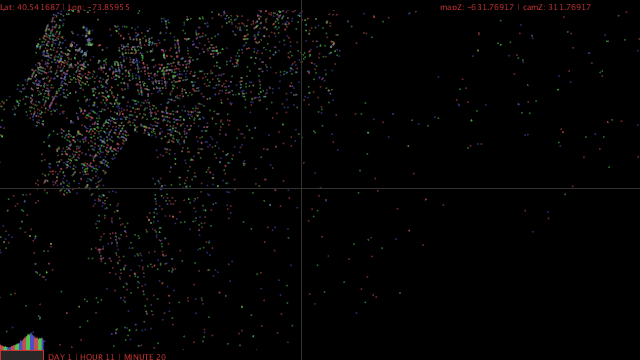 Lat: 40.541687 | Lon: -73.85955
mapZ: -631.76917 | camZ: 311.76917
DAY 1 | HOUR 11 | MINUTE 20